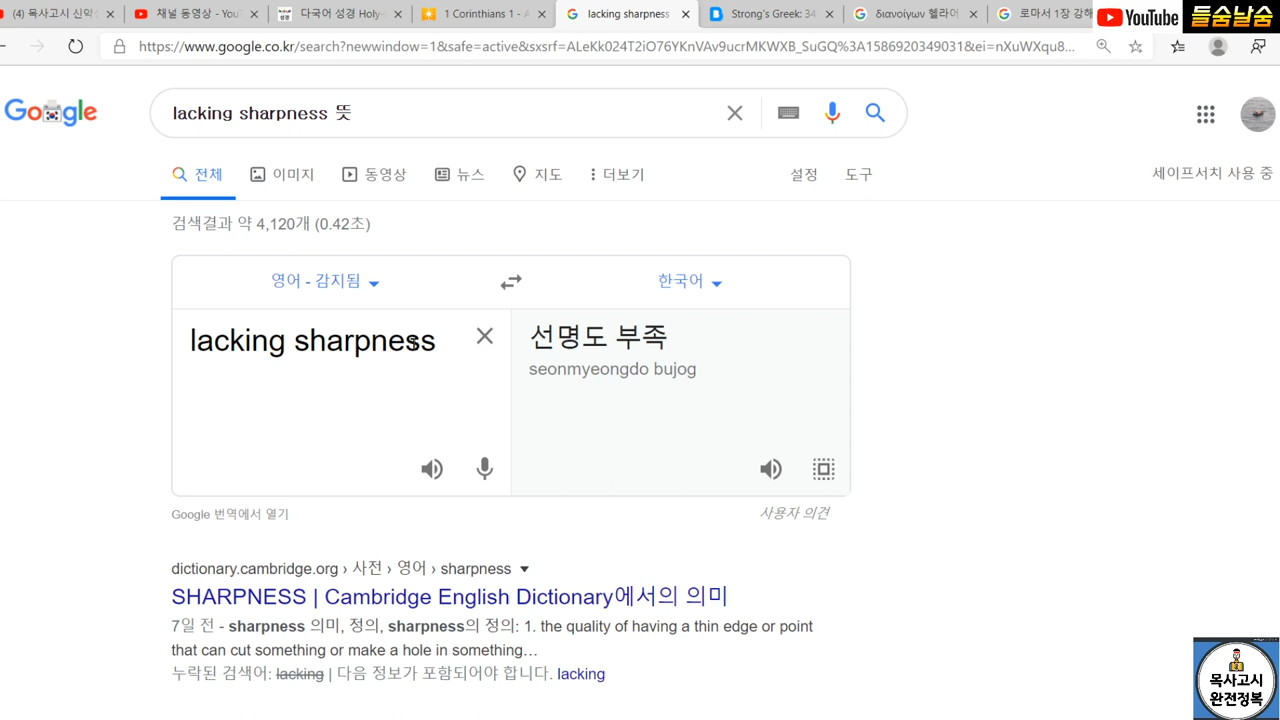 (4) 목사고시 신약
채널 동영상 - YouT
다국어 성경 Holy-
1 Corinthians
lacking sharpness
Strong's Greek: 3
διανοίγων 헬라어
로마서 1장 강해
YouTube
들숨날숨
https://www.google.co.kr/search?newwindow=1&safe=active&sxsrf=ALeKk024T2iO76YKnVAv9ucrMKWXB_SuGQ%3A1586920349031&ei=nXuWXqu8...
Google
lacking sharpness 뜻
전체
이미지
동영상
뉴스
지도
더보기
설정
도구
세이프서치 사용 중
검색결과 약 4,120개 (0.42초)
영어 - 감지됨
한국어
lacking sharpness
선명도 부족
seonmyeongdo bujog
Google 번역에서 열기
사용자 의견
dictionary.cambridge.org › 사전 › 영어 › sharpness
SHARPNESS | Cambridge English Dictionary에서의 의미
7일 전 - sharpness 의미, 정의, sharpness의 정의: 1. the quality of having a thin edge or point
that can cut something or make a hole in something…
누락된 검색어: lacking | 다음 정보가 포함되어야 합니다. lacking
목사고시
완전정복